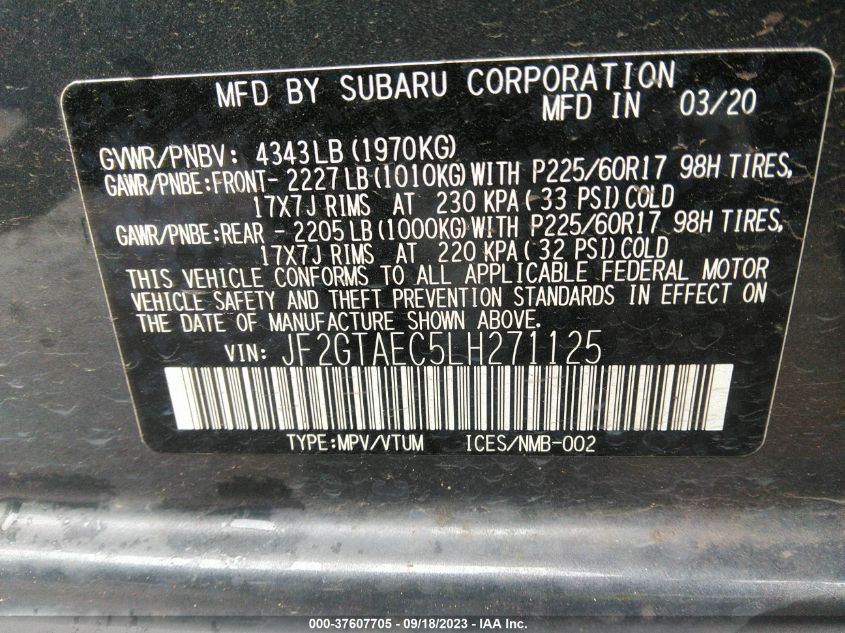 MFD BY SUBARU CORPORATION
MFD IN 03/20
GVWR/PNBV: 4343LB(1970KG)
GAWR/PNBE:FRONT- 2227LB(1010KG)WITH P225/60R17 98H TIRES,
17X7J RIMS AT 230 KPA(33 PSI)COLD
GAWR/PNBE:REAR - 2205LB(1000KG)WITH P225/60R17 98H TIRES,
17X7J RIMS AT 220 KPA(32 PSI)COLD
THIS VEHICLE CONFORMS TO ALL APPLICABLE FEDERAL MOTOR
VEHICLE SAFETY AND THEFT PREVENTION STANDARDS IN EFFECT ON
THE DATE OF MANUFACTURE SHOWN ABOVE.
VIN: JF2GTAEC5LH271125
TYPE:MPV/VTUM ICES/NMB-002
000-37607705 - 09/18/2023 - IAA Inc.